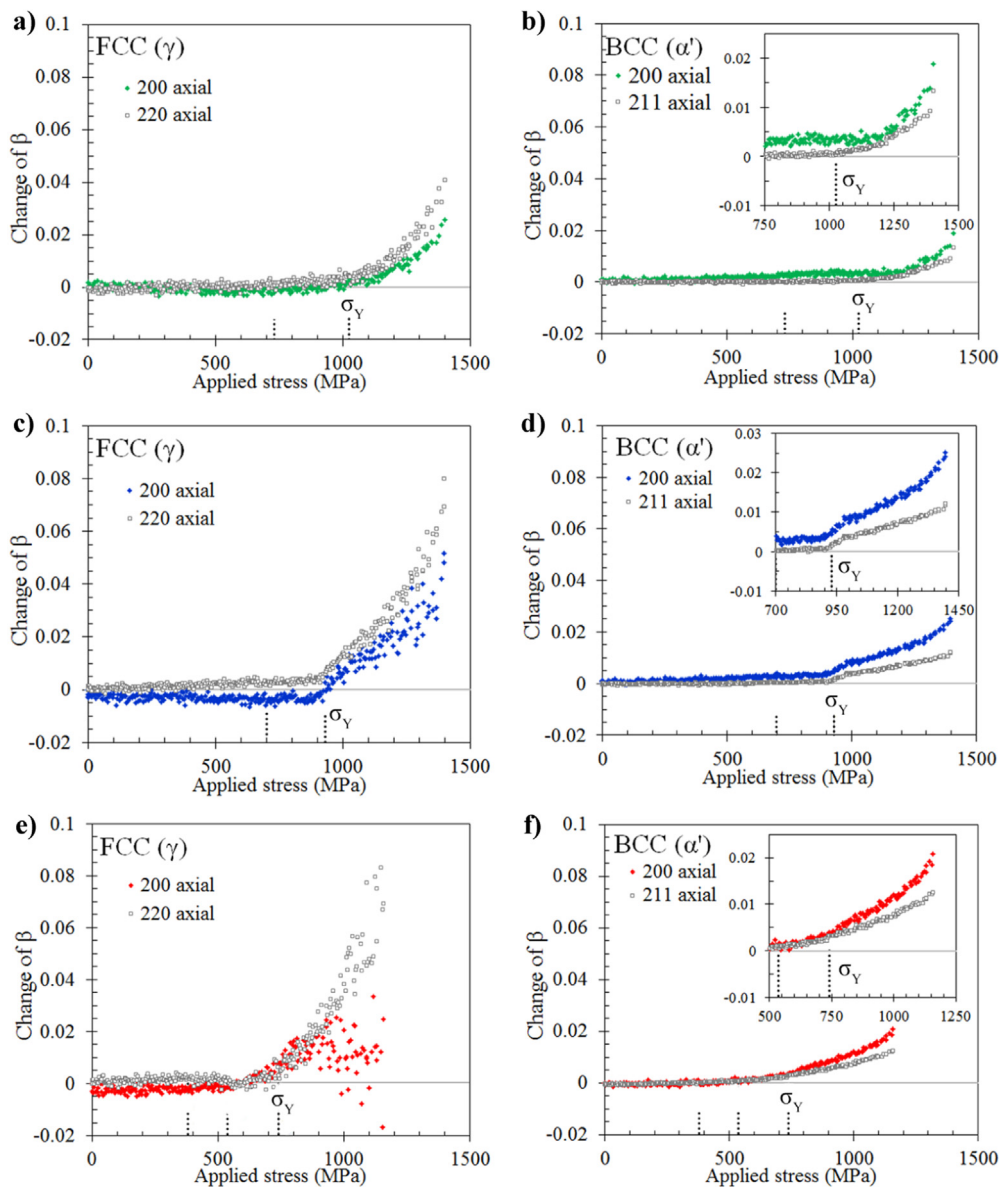 a)
FCC (γ)
200 axial
220 axial
Change of β
0.1
0.08
0.06
0.04
0.02
0
-0.02
σY
0 500 1000 1500
Applied stress (MPa)
b)
BCC (α')
200 axial
211 axial
Change of β
0.1
0.08
0.06
0.04
0.02
0
-0.02
0.02
0.01
0
-0.01
σY
750 1000 1250 1500
σY
0 500 1000 1500
Applied stress (MPa)
c)
FCC (γ)
200 axial
220 axial
Change of β
0.1
0.08
0.06
0.04
0.02
0
-0.02
σY
0 500 1000 1500
Applied stress (MPa)
d)
BCC (α')
200 axial
211 axial
Change of β
0.1
0.08
0.06
0.04
0.02
0
-0.02
0.03
0.02
0.01
0
-0.01
σY
700 950 1200 1450
σY
0 500 1000 1500
Applied stress (MPa)
e)
FCC (γ)
200 axial
220 axial
Change of β
0.1
0.08
0.06
0.04
0.02
0
-0.02
σY
0 500 1000 1500
Applied stress (MPa)
f)
BCC (α')
200 axial
211 axial
Change of β
0.1
0.08
0.06
0.04
0.02
0
-0.02
0.02
0.01
0
-0.01
σY
500 750 1000 1250
σY
0 500 1000 1500
Applied stress (MPa)